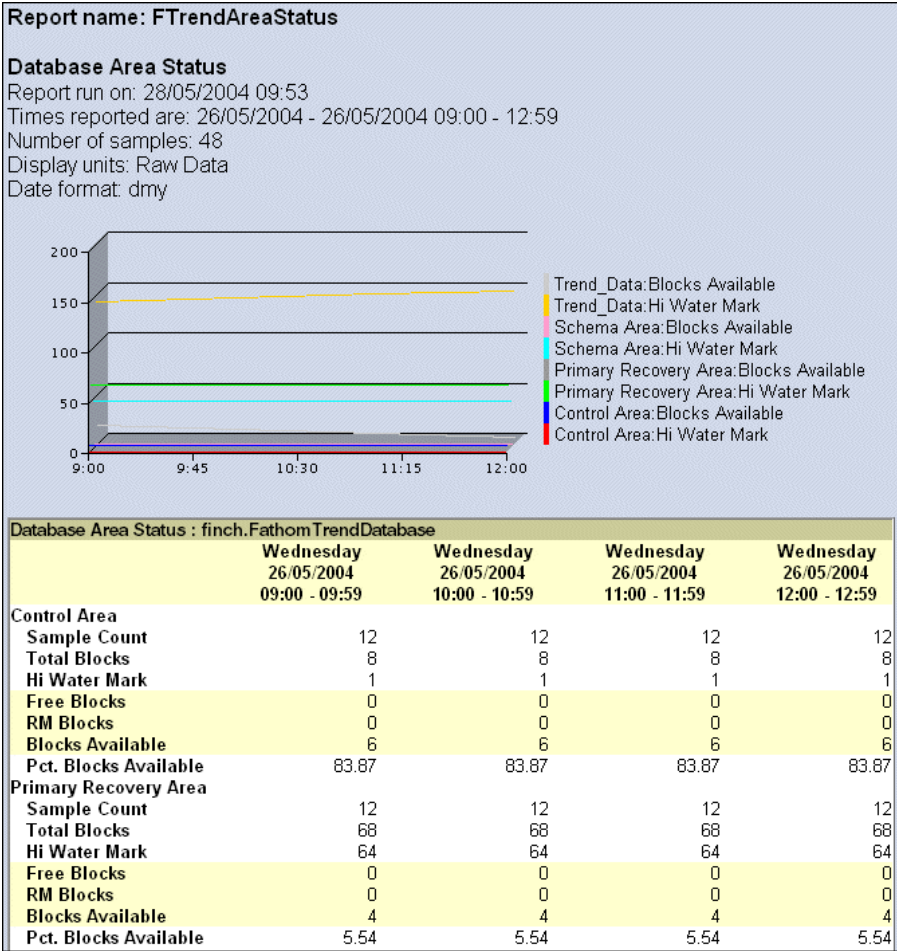 Report name: FTrendAreaStatus
Database Area Status
Report run on: 28/05/2004 09:53
Times reported are: 26/05/2004 - 26/05/2004 09:00 - 12:59
Number of samples: 48
Display units: Raw Data
Date format: dmy
200
150
100
50
0
9:00 9:45 10:30 11:15 12:00
Trend_Data:Blocks Available
Trend_Data:Hi Water Mark
Schema Area:Blocks Available
Schema Area:Hi Water Mark
Primary Recovery Area:Blocks Available
Primary Recovery Area:Hi Water Mark
Control Area:Blocks Available
Control Area:Hi Water Mark
Database Area Status : finch.FathomTrendDatabase
Wednesday Wednesday Wednesday Wednesday
26/05/2004 26/05/2004 26/05/2004 26/05/2004
09:00 - 09:59 10:00 - 10:59 11:00 - 11:59 12:00 - 12:59
Control Area
Sample Count 12 12 12 12
Total Blocks 8 8 8 8
Hi Water Mark 1 1 1 1
Free Blocks 0 0 0 0
RM Blocks 0 0 0 0
Blocks Available 6 6 6 6
Pct. Blocks Available 83.87 83.87 83.87 83.87
Primary Recovery Area
Sample Count 12 12 12 12
Total Blocks 68 68 68 68
Hi Water Mark 64 64 64 64
Free Blocks 0 0 0 0
RM Blocks 0 0 0 0
Blocks Available 4 4 4 4
Pct. Blocks Available 5.54 5.54 5.54 5.54